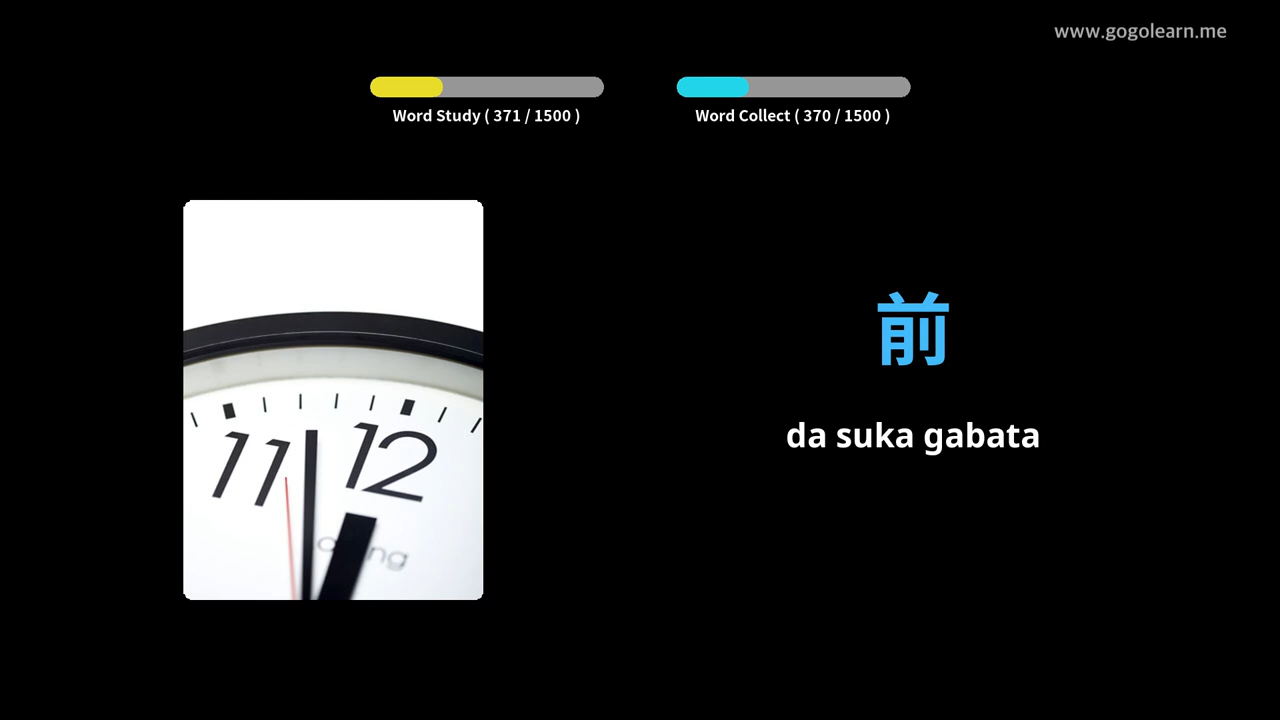 www.gogolearn.me
Word Study ( 371 / 1500 )
Word Collect ( 370 / 1500 )
11
12
前
da suka gabata